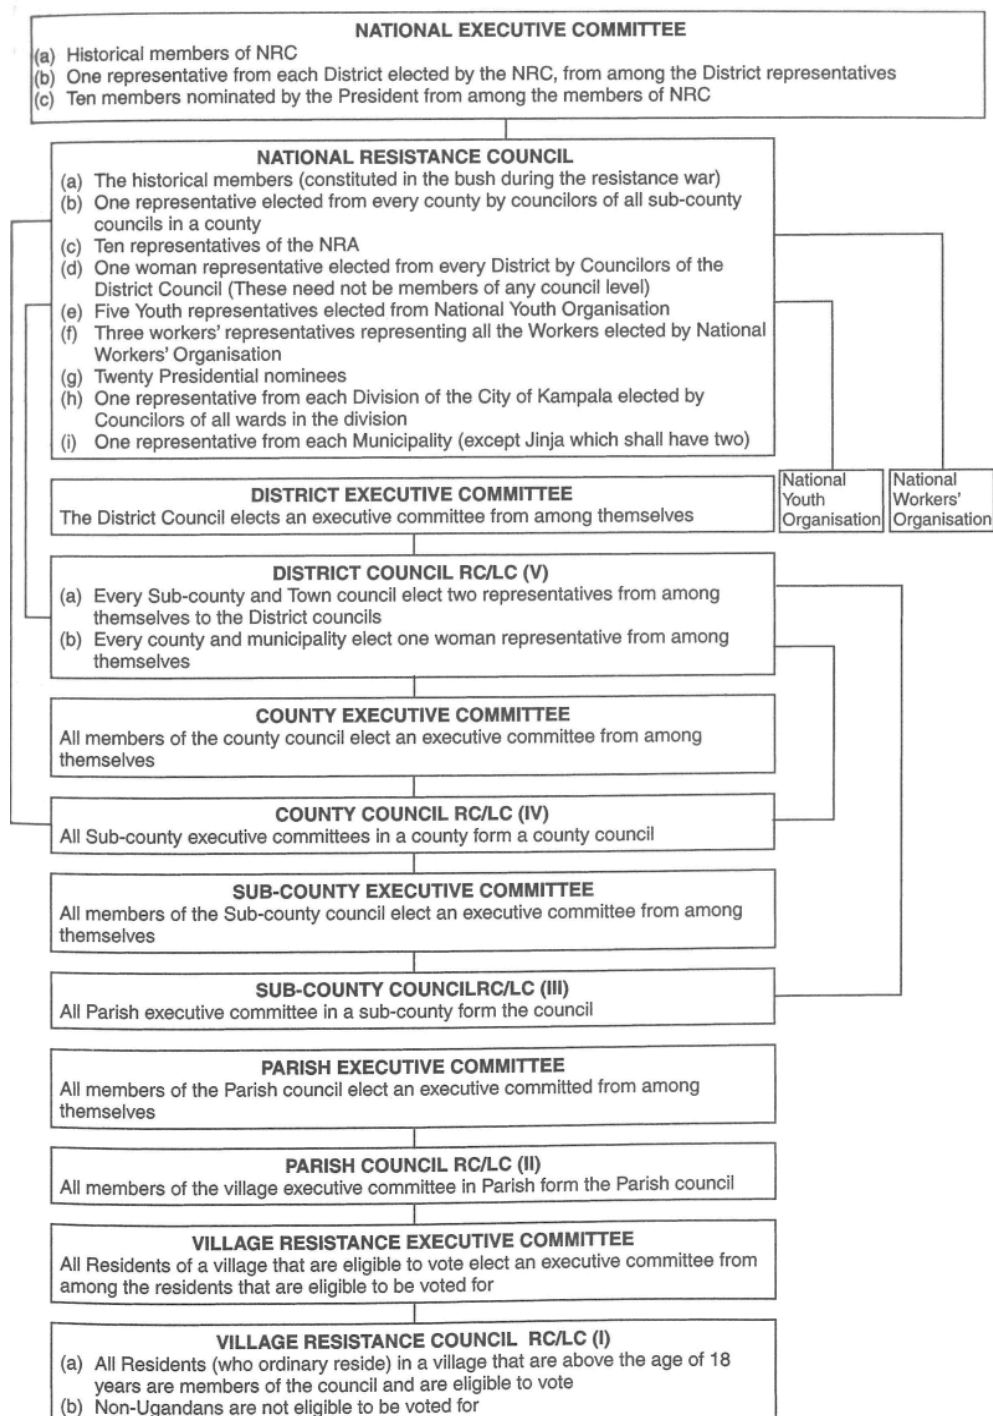 NATIONAL EXECUTIVE COMMITTEE
(a) Historical members of NRC
(b) One representative from each District elected by the NRC, from among the District representatives
(c) Ten members nominated by the President from among the members of NRC
NATIONAL RESISTANCE COUNCIL
(a) The historical members (constituted in the bush during the resistance war)
(b) One representative elected from every county by councilors of all sub-county
councils in a county
(c) Ten representatives of the NRA
(d) One woman representative elected from every District by Councilors of the
District Council (These need not be members of any council level)
(e) Five Youth representatives elected from National Youth Organisation
(f) Three workers' representatives representing all the Workers elected by National
Workers' Organisation
(g) Twenty Presidential nominees
(h) One representative from each Division of the City of Kampala elected by
Councilors of all wards in the division
(i) One representative from each Municipality (except Jinja which shall have two)
National
Youth
Organisation
National
Workers'
Organisation
DISTRICT EXECUTIVE COMMITTEE
The District Council elects an executive committee from among themselves
DISTRICT COUNCIL RC/LC (V)
(a) Every Sub-county and Town council elect two representatives from among
themselves to the District councils
(b) Every county and municipality elect one woman representative from among
themselves
COUNTY EXECUTIVE COMMITTEE
All members of the county council elect an executive committee from among
themselves
COUNTY COUNCIL RC/LC (IV)
All Sub-county executive committees in a county form a county council
SUB-COUNTY EXECUTIVE COMMITTEE
All members of the Sub-county council elect an executive committee from among
themselves
SUB-COUNTY COUNCILRC/LC (III)
All Parish executive committee in a sub-county form the council
PARISH EXECUTIVE COMMITTEE
All members of the Parish council elect an executive committed from among
themselves
PARISH COUNCIL RC/LC (II)
All members of the village executive committee in Parish form the Parish council
VILLAGE RESISTANCE EXECUTIVE COMMITTEE
All Residents of a village that are eligible to vote elect an executive committee from
among the residents that are eligible to be voted for
VILLAGE RESISTANCE COUNCIL RC/LC (I)
(a) All Residents (who ordinary reside) in a village that are above the age of 18
years are members of the council and are eligible to vote
(b) Non-Ugandans are not eligible to be voted for